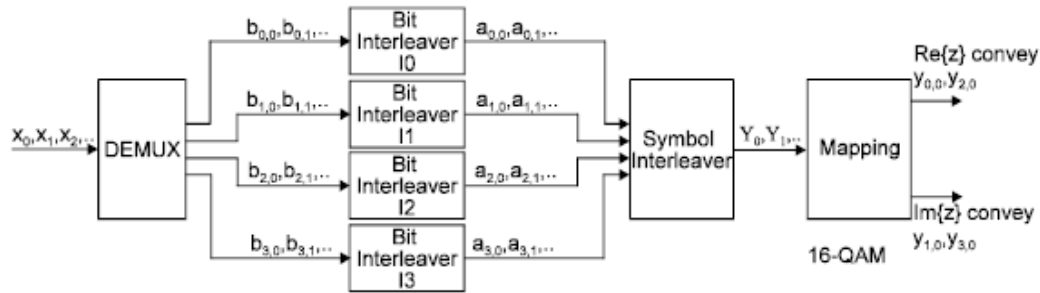 x0,x1,x2,..
DEMUX
b0,0,b0,1,..
Bit
Interleaver
I0
a0,0,a0,1,..
b1,0,b1,1,..
Bit
Interleaver
I1
a1,0,a1,1,..
b2,0,b2,1,..
Bit
Interleaver
I2
a2,0,a2,1,..
b3,0,b3,1,..
Bit
Interleaver
I3
a3,0,a3,1,..
Symbol
Interleaver
Y0,Y1,..
Mapping
16-QAM
Re{z} convey
y0,0,y2,0
Im{z} convey
y1,0,y3,0